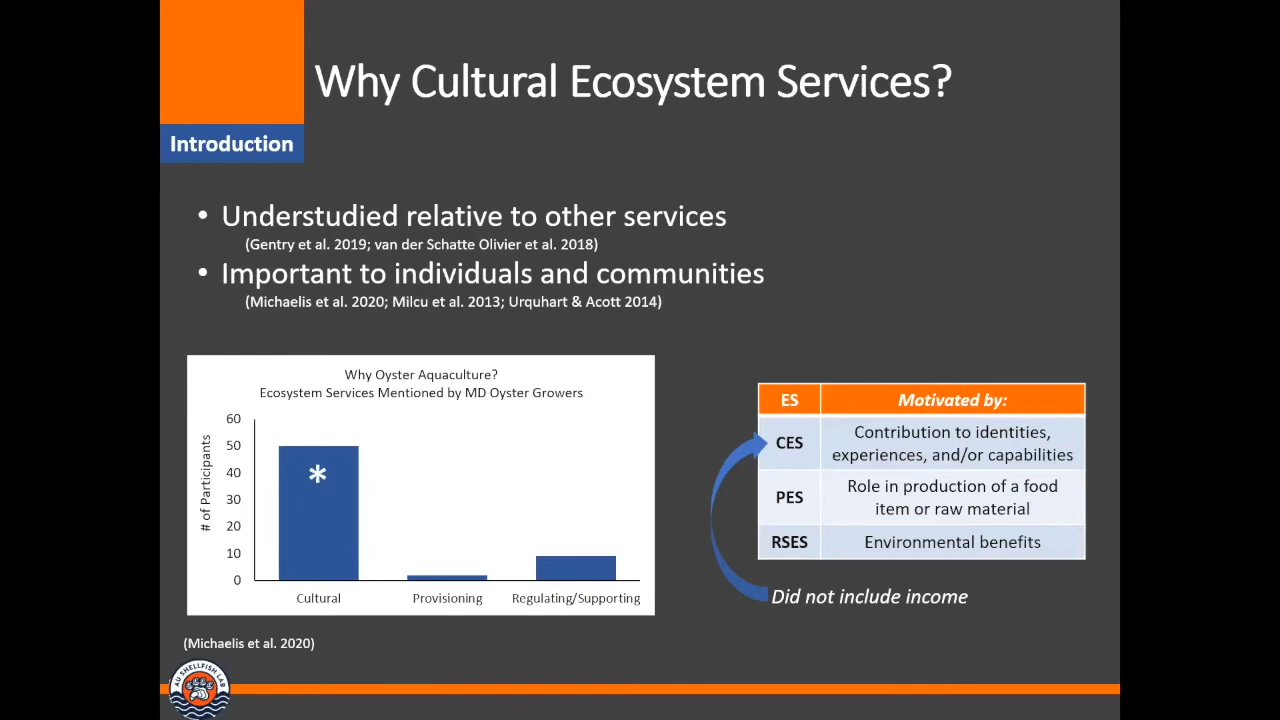 Why Cultural Ecosystem Services?
Introduction
• Understudied relative to other services
(Gentry et al. 2019; van der Schatte Olivier et al. 2018)
• Important to individuals and communities
(Michaelis et al. 2020; Milcu et al. 2013; Urquhart & Acott 2014)
Why Oyster Aquaculture?
Ecosystem Services Mentioned by MD Oyster Growers
# of Participants
60
50
40
30
20
10
0
*
Cultural Provisioning Regulating/Supporting
(Michaelis et al. 2020)
ES Motivated by:
CES Contribution to identities,
experiences, and/or capabilities
PES Role in production of a food
item or raw material
RSES Environmental benefits
Did not include income
AU SHELLFISH LAB